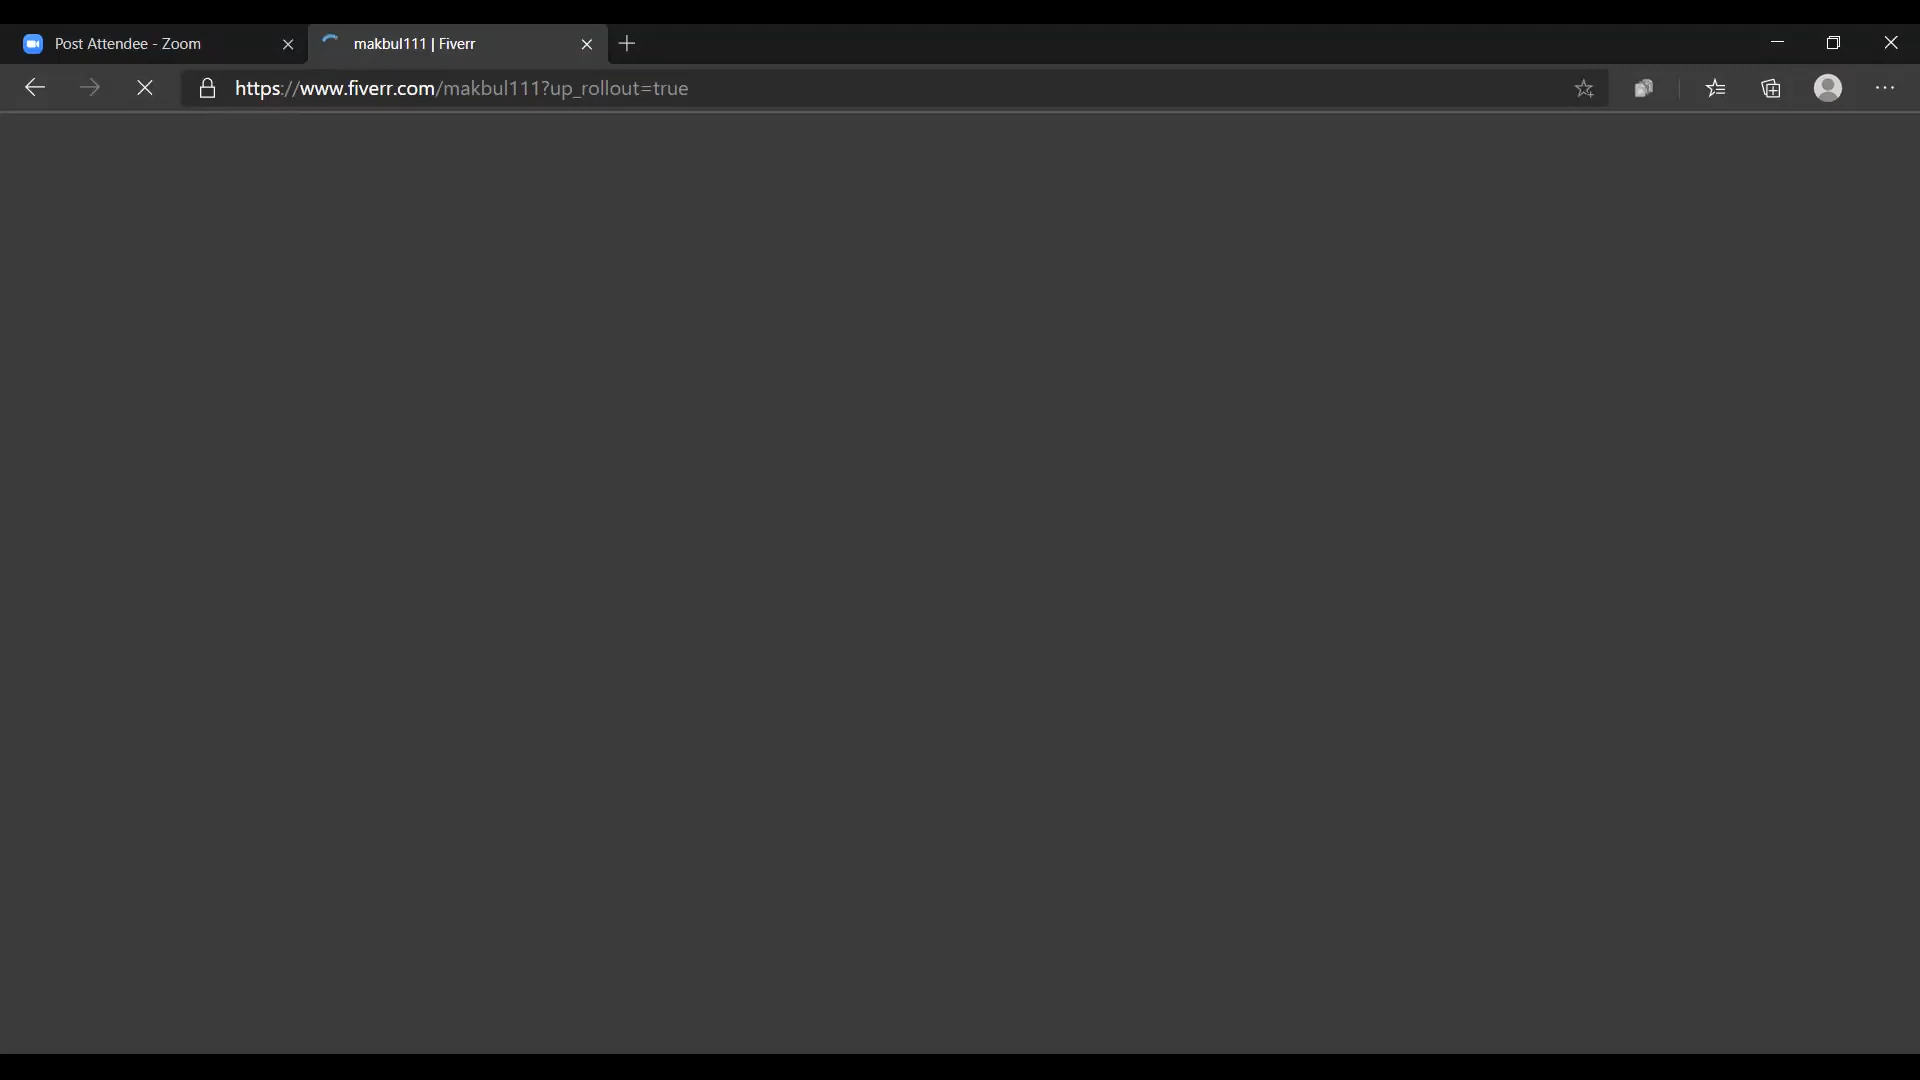 Post Attendee - Zoom
makbul111 | Fiverr
https://www.fiverr.com/makbul111?up_rollout=true